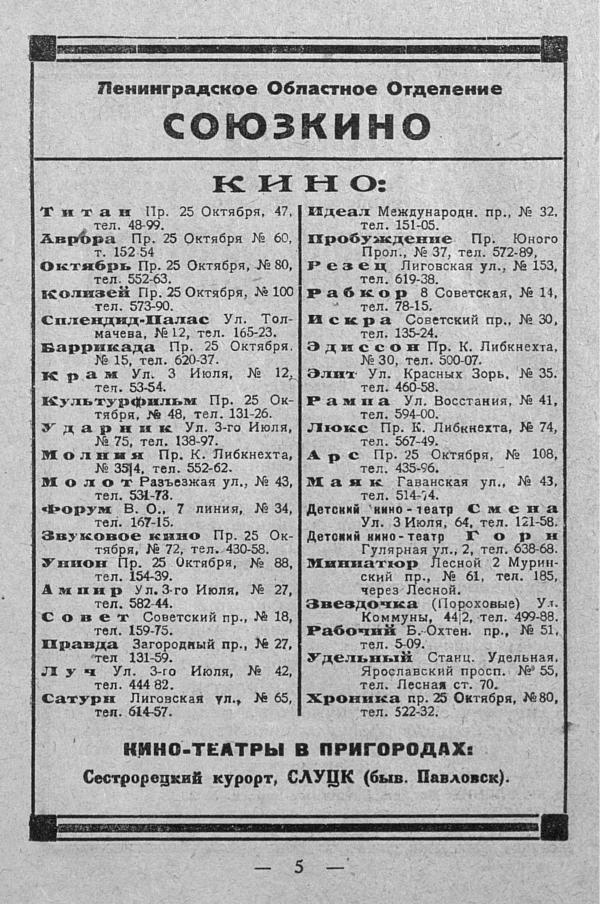 Ленинградское Областное Отделение
СОЮЗКИНО
КИНО:
Титан Пр. 25 Октября, 47,
тел. 48-99.
Аврора Пр. 25 Октября № 60,
т. 152 54
Октябрь Пр. 25 Октября, № 80,
тел. 552-63.
Колизей Пр. 25 Октября, № 100
тел. 573-90.
Сплендид-Палас Ул. Тол-
мачева, № 12, тел. 165-23.
Баррикада Пр. 25 Октября.
№ 15, тел. 620-37.
Крам Ул. 3 Июля, № 12,
тел. 53-54.
Культурфильм Пр. 25 Ок-
тября, № 48, тел. 131-26.
Ударник Ул. 3-го Июля,
№ 75, тел. 138-97.
Молния Пр. К. Либкнехта,
№ 35|4, тел. 552-62.
Молот Разъезжая ул., № 43,
тел. 531-73.
Форум В. О., 7 линия, № 34,
тел. 167-15.
Звуковое кино Пр. 25 Ок-
тября, № 72, тел. 430-58.
Унион Пр. 25 Октября, № 88,
тел. 154-39.
Ампир Ул. 3-го Июля, № 27,
тел. 582-44.
Совет Советский пр., № 18,
тел. 159-75.
Правда Загородный пр., № 27,
тел 131-59.
Луч Ул. 3-го Июля, № 42,
тел. 444 82.
Сатурн Лиговская ул., № 65,
тел. 614-57.
Идеал Международн. пр., № 32,
тел. 151-05.
Пробуждение Пр. Юного
Прол., № 37, тел. 572-89,
Резец Лиговская ул., № 153,
тел. 619-38.
Рабкор 8 Советская, № 14,
тел. 78-15.
Искра Советский пр., № 30,
тел. 135-24.
Эдиссон Пр. К. Либкнехта,
№ 30, тел. 500-07.
Элит Ул. Красных Зорь, № 35.
тел. 460-58.
Рампа Ул. Восстания, № 41,
тел. 594-00.
Люкс Пр. К. Либкнехта, № 74,
тел. 567-49.
Арс Пр. 25 Октября, № 108,
тел. 435-96.
Маяк Гаванская ул., № 43,
тел. 514-74.
Детский кино-театр Смена
Ул. 3 Июля, 64, тел. 121-58.
Детский кино-театр Горн
Гулярная ул., 2, тел. 638-68.
Миниатюр Лесной 2 Мурин-
ский пр., № 61, тел. 185,
через Лесной.
Звездочка (Пороховые) Ул.
Коммуны, 44|2, тел. 499-88.
Рабочий Б.-Охтен. пр., № 51,
тел. 5-09.
Удельный Станц. Удельная,
Ярославский просп. № 55,
тел. Лесная ст. 70.
Хроника пр. 25 Октября, № 80,
тел. 522-32.
КИНО-ТЕАТРЫ В ПРИГОРОДАХ:
Сестрорецкий курорт, СЛУЦК (быв. Павловск).
— 5 —